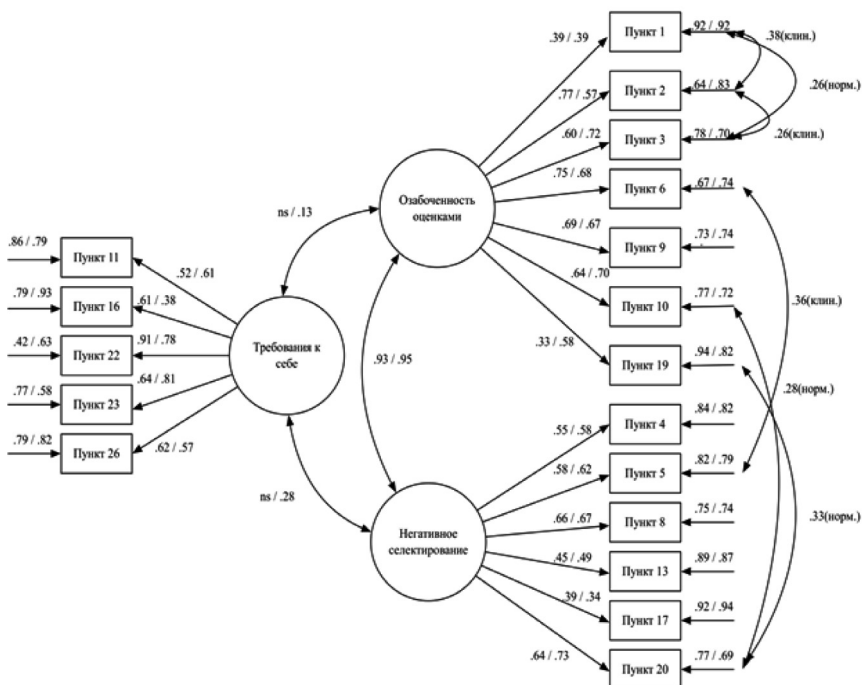 .39 / .39
Пункт 1
.92 / .92
.38(клин.)
.77 / .57
Пункт 2
.64 / .83
.26(норм.)
.60 / .72
Пункт 3
.78 / .70
.26(клин.)
.75 / .68
Пункт 6
.67 / .74
Озабоченность
оценками
ns / .13
.69 / .67
Пункт 9
.73 / .74
.64 / .70
Пункт 10
.77 / .72
.36(клин.)
.33 / .58
Пункт 19
.94 / .82
.28(норм.)
.86 / .79
Пункт 11
.52 / .61
.79 / .93
Пункт 16
.61 / .38
.42 / .63
Пункт 22
.91 / .78
Требования к
себе
.77 / .58
Пункт 23
.64 / .81
.79 / .82
Пункт 26
.62 / .57
.93 / .95
.55 / .58
Пункт 4
.84 / .82
.58 / .62
Пункт 5
.82 / .79
ns / .28
Негативное
селектирование
.66 / .67
Пункт 8
.75 / .74
.33(норм.)
.45 / .49
Пункт 13
.89 / .87
.39 / .34
Пункт 17
.92 / .94
.64 / .73
Пункт 20
.77 / .69